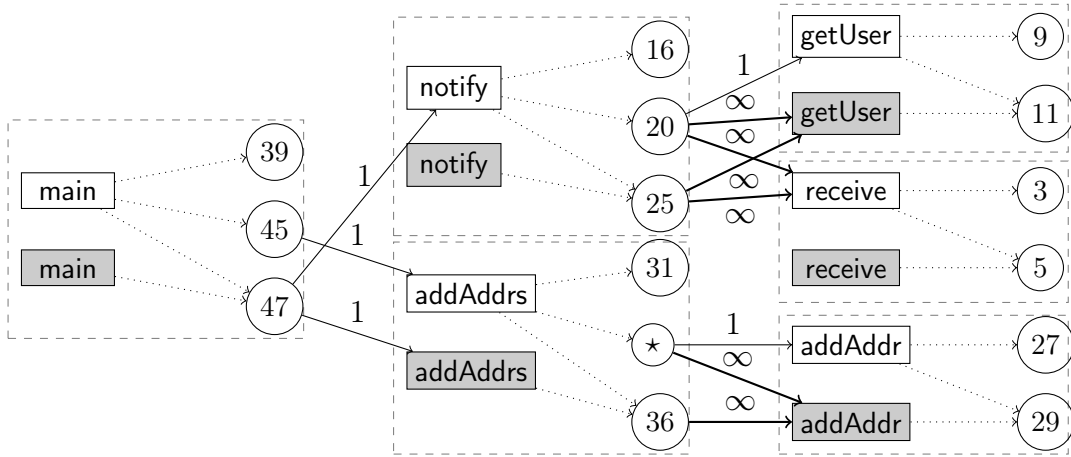 main
main
39
45
47
1
1
1
notify
notify
16
20
25
addAddrs
addAddrs
31
⋆
36
1
∞
∞
∞
∞
1
∞
∞
getUser
getUser
9
11
receive
receive
3
5
addAddr
addAddr
27
29